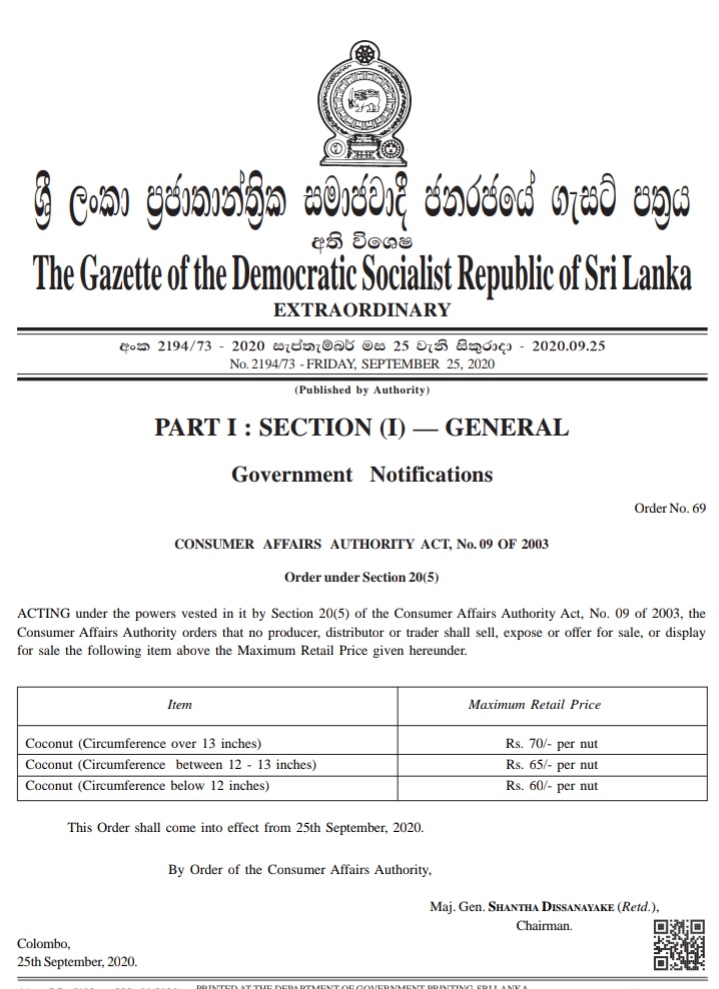 ශ්‍රී ලංකා ප්‍රජාතාන්ත්‍රික සමාජවාදී ජනරජයේ ගැසට් පත්‍රය
අති විශෙෂ
The Gazette of the Democratic Socialist Republic of Sri Lanka
EXTRAORDINARY
අංක 2194/73 - 2020 සැප්තැම්බර් මස 25 වැනි සිකුරාදා - 2020.09.25
No. 2194/73 - FRIDAY, SEPTEMBER 25, 2020
(Published by Authority)
PART I : SECTION (I) — GENERAL
Government Notifications
Order No. 69
CONSUMER AFFAIRS AUTHORITY ACT, No. 09 OF 2003
Order under Section 20(5)
ACTING under the powers vested in it by Section 20(5) of the Consumer Affairs Authority Act, No. 09 of 2003, the
Consumer Affairs Authority orders that no producer, distributor or trader shall sell, expose or offer for sale, or display
for sale the following item above the Maximum Retail Price given hereunder.
Item Maximum Retail Price
Coconut (Circumference over 13 inches) Rs. 70/- per nut
Coconut (Circumference between 12 - 13 inches) Rs. 65/- per nut
Coconut (Circumference below 12 inches) Rs. 60/- per nut
This Order shall come into effect from 25th September, 2020.
By Order of the Consumer Affairs Authority,
Maj. Gen. SHANTHA DISSANAYAKE (Retd.),
Chairman.
Colombo,
25th September, 2020.
PRINTED AT THE DEPARTMENT OF GOVERNMENT PRINTING, SRI LANKA